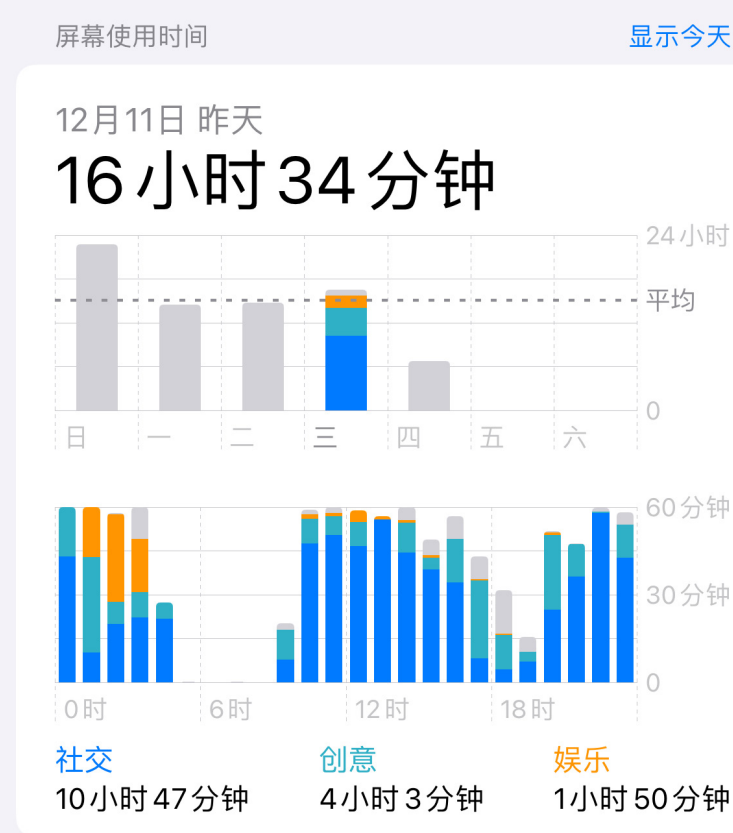 屏幕使用时间 显示今天
12月11日 昨天
16小时34分钟
24小时
平均
0
日 一 二 三 四 五 六
60分钟
30分钟
0
0时 6时 12时 18时
社交 创意 娱乐
10小时47分钟 4小时3分钟 1小时50分钟